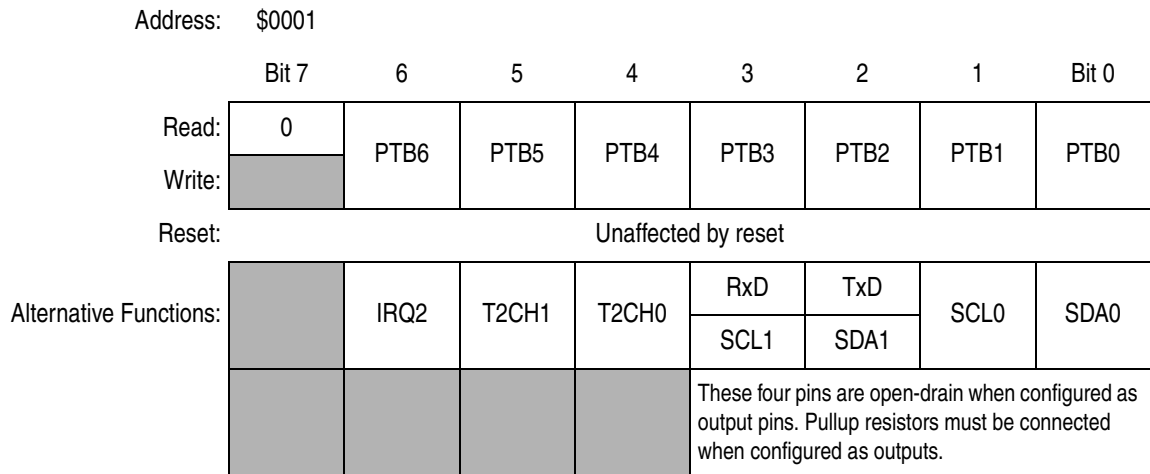 Address: $0001
Bit 7 6 5 4 3 2 1 Bit 0
Read: 0 PTB6 PTB5 PTB4 PTB3 PTB2 PTB1 PTB0
Write:
Reset: Unaffected by reset
Alternative Functions: IRQ2 T2CH1 T2CH0 RxD TxD SCL0 SDA0
SCL1 SDA1
These four pins are open-drain when configured as
output pins. Pullup resistors must be connected
when configured as outputs.